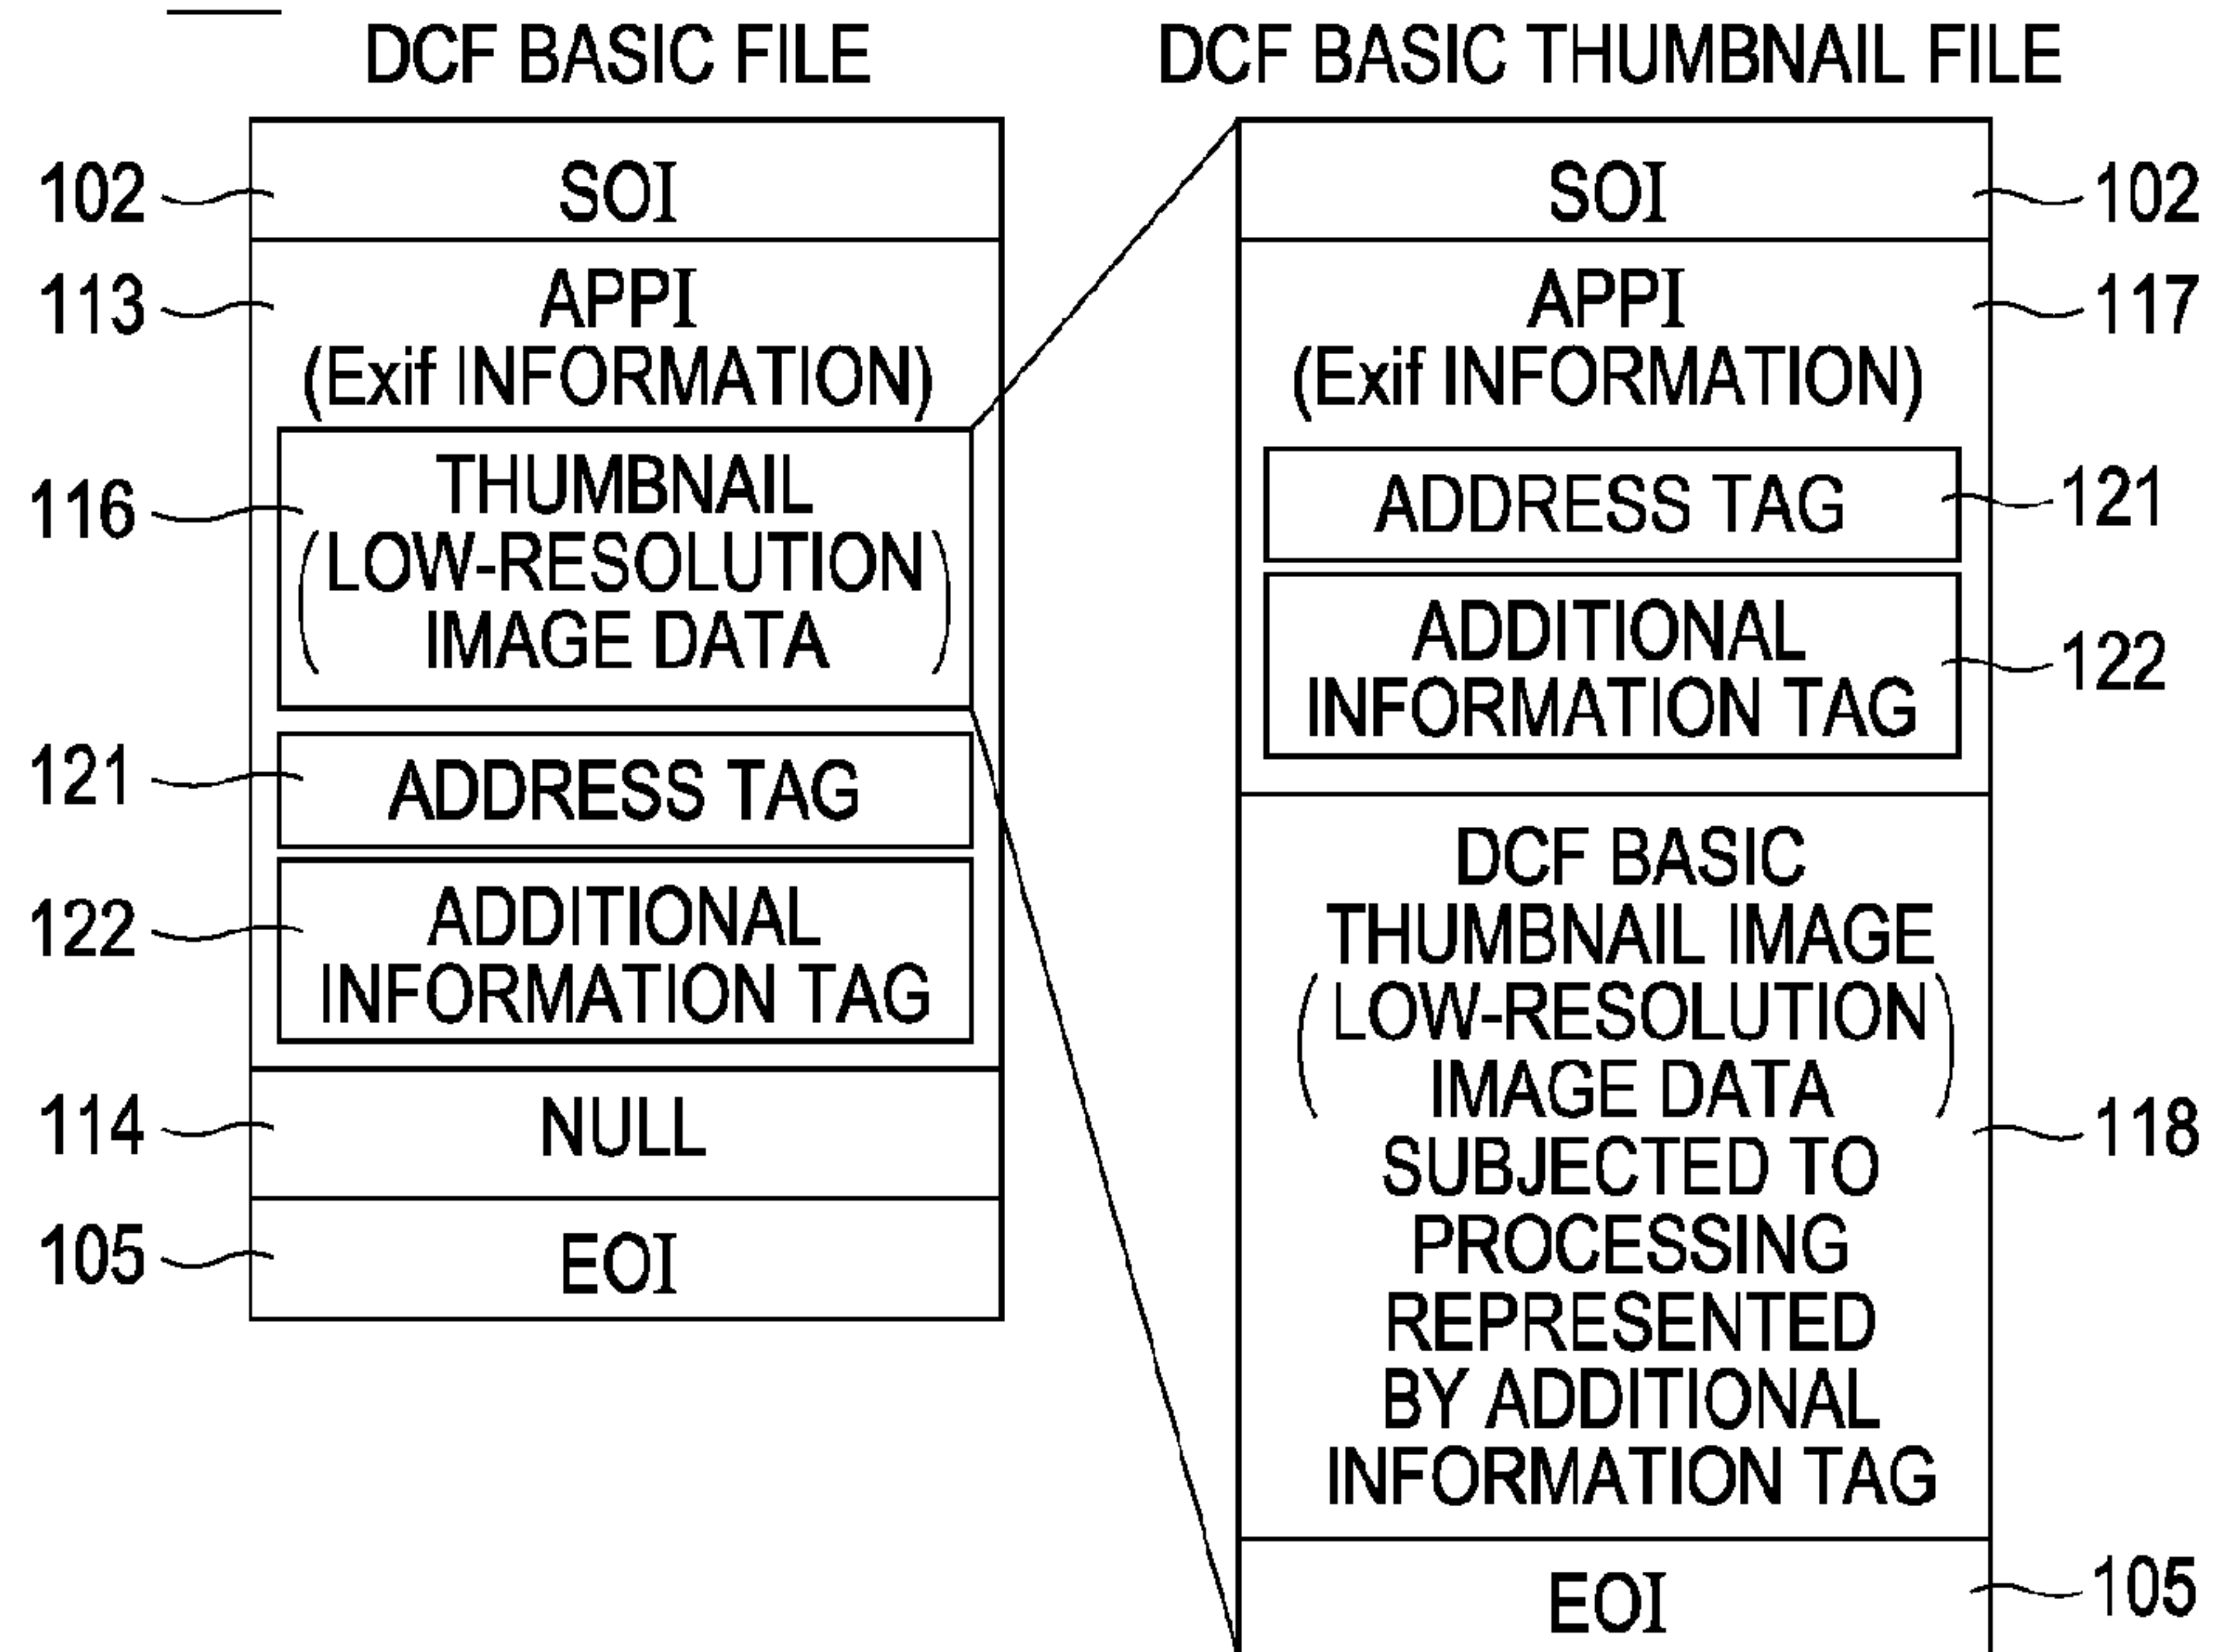 DCF BASIC FILE
102
SOI
113
APPI
(Exif INFORMATION)
116
THUMBNAIL
(LOW-RESOLUTION
IMAGE DATA)
121
ADDRESS TAG
122
ADDITIONAL
INFORMATION TAG
114
NULL
105
EOI
DCF BASIC THUMBNAIL FILE
SOI
102
APPI
117
(Exif INFORMATION)
ADDRESS TAG
121
ADDITIONAL
INFORMATION TAG
122
DCF BASIC
THUMBNAIL IMAGE
(LOW-RESOLUTION
IMAGE DATA)
SUBJECTED TO
PROCESSING
REPRESENTED
BY ADDITIONAL
INFORMATION TAG
118
EOI
105